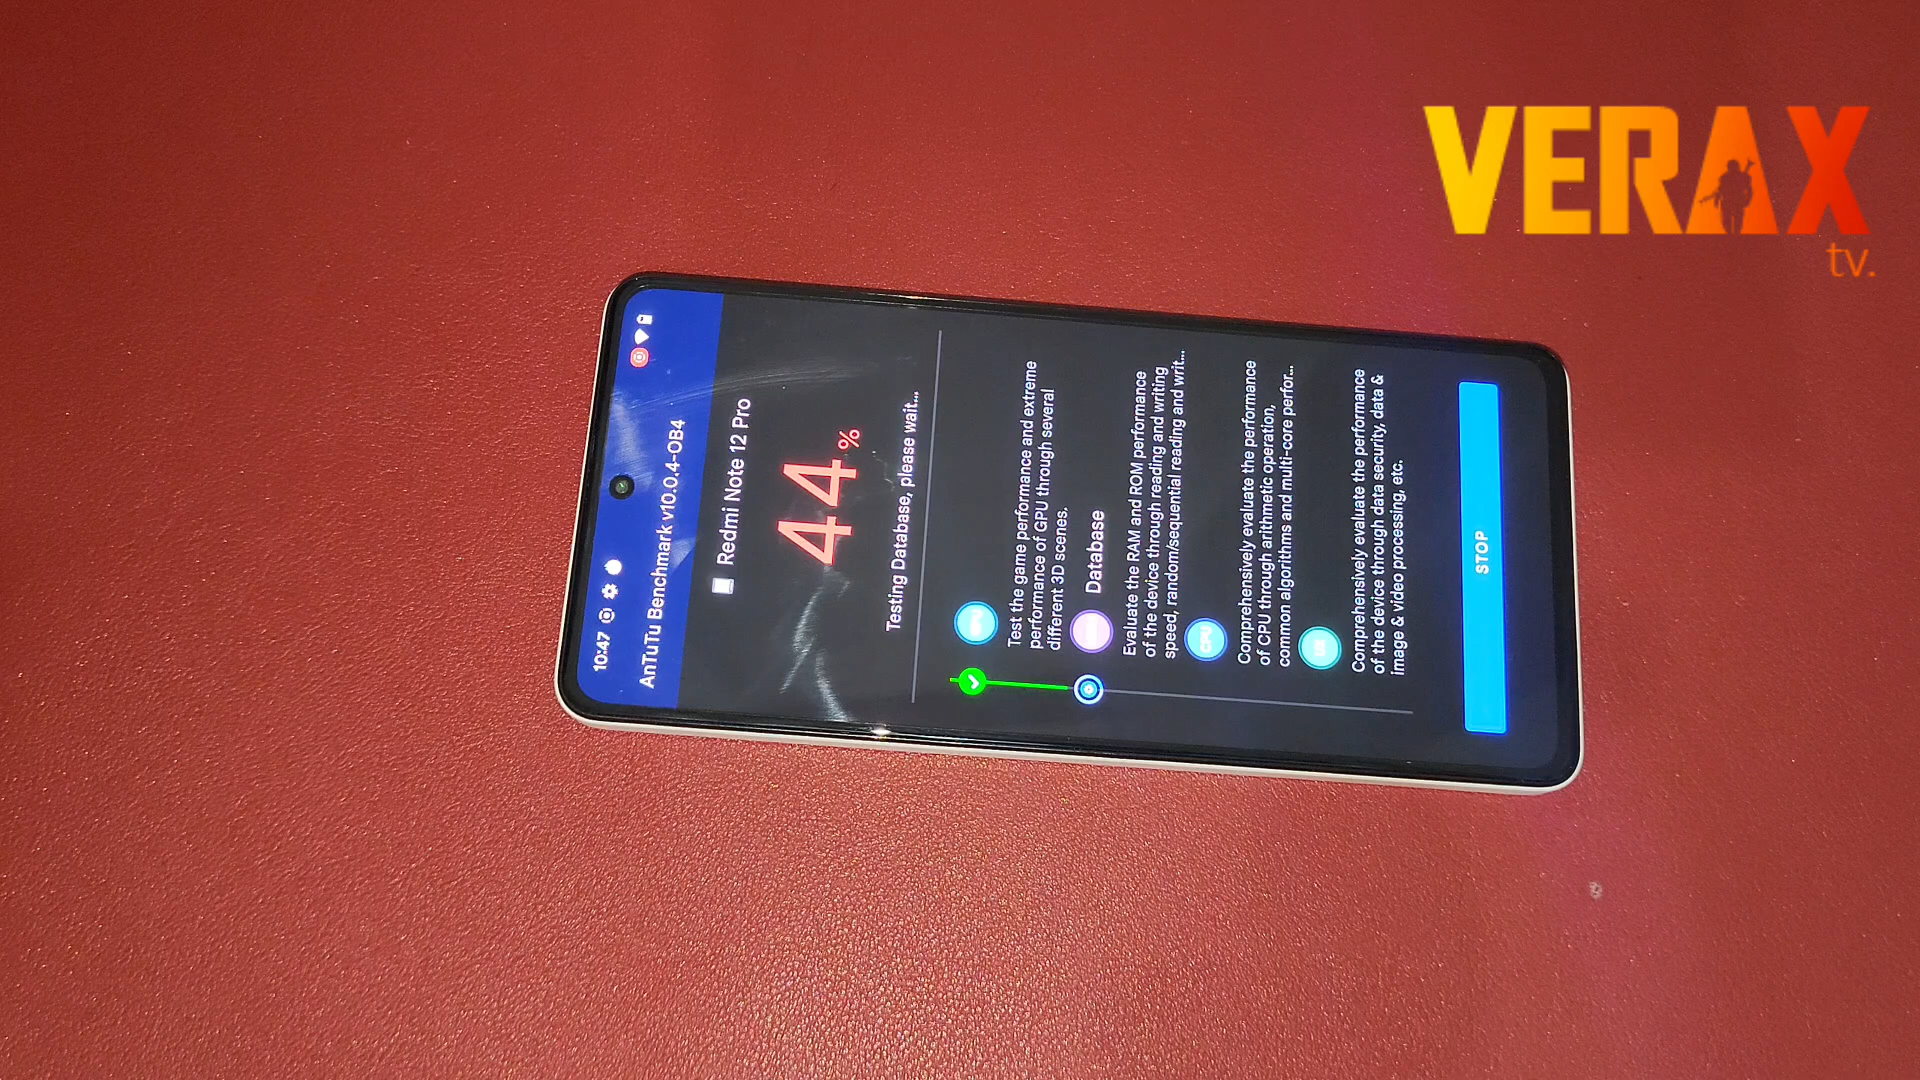 VERAX
tv.
10:47
AnTuTu Benchmark v10.0.4-OB4
Redmi Note 12 Pro
44%
Testing Database, please wait...
Test the game performance and extreme
performance of GPU through several
different 3D scenes.
Database
Evaluate the RAM and ROM performance
of the device through reading and writing
speed, random/sequential reading and writ...
CPU
Comprehensively evaluate the performance
of CPU through arithmetic operation,
common algorithms and multi-core perfor...
UX
Comprehensively evaluate the performance
of the device through data security, data &
image & video processing, etc.
STOP